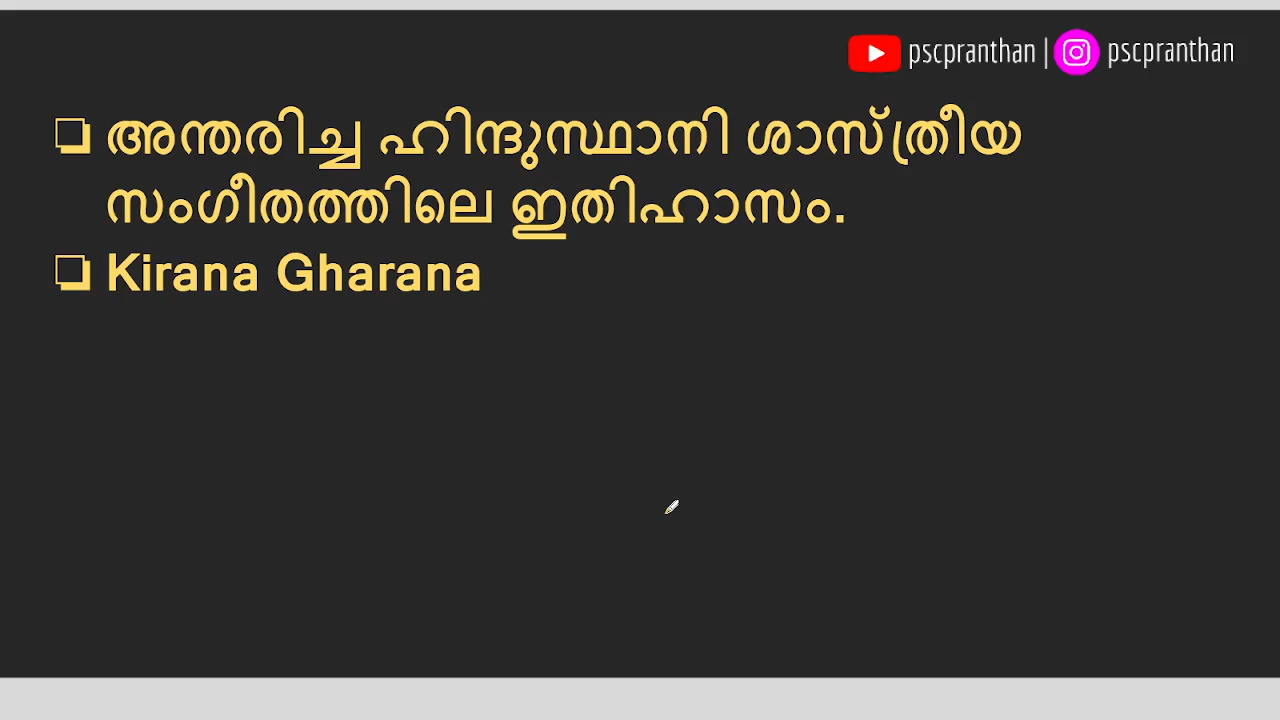 pscpranthan | pscpranthan
അന്തരിച്ച ഹിന്ദുസ്ഥാനി ശാസ്ത്രീയ
സംഗീതത്തിലെ ഇതിഹാസം.
Kirana Gharana